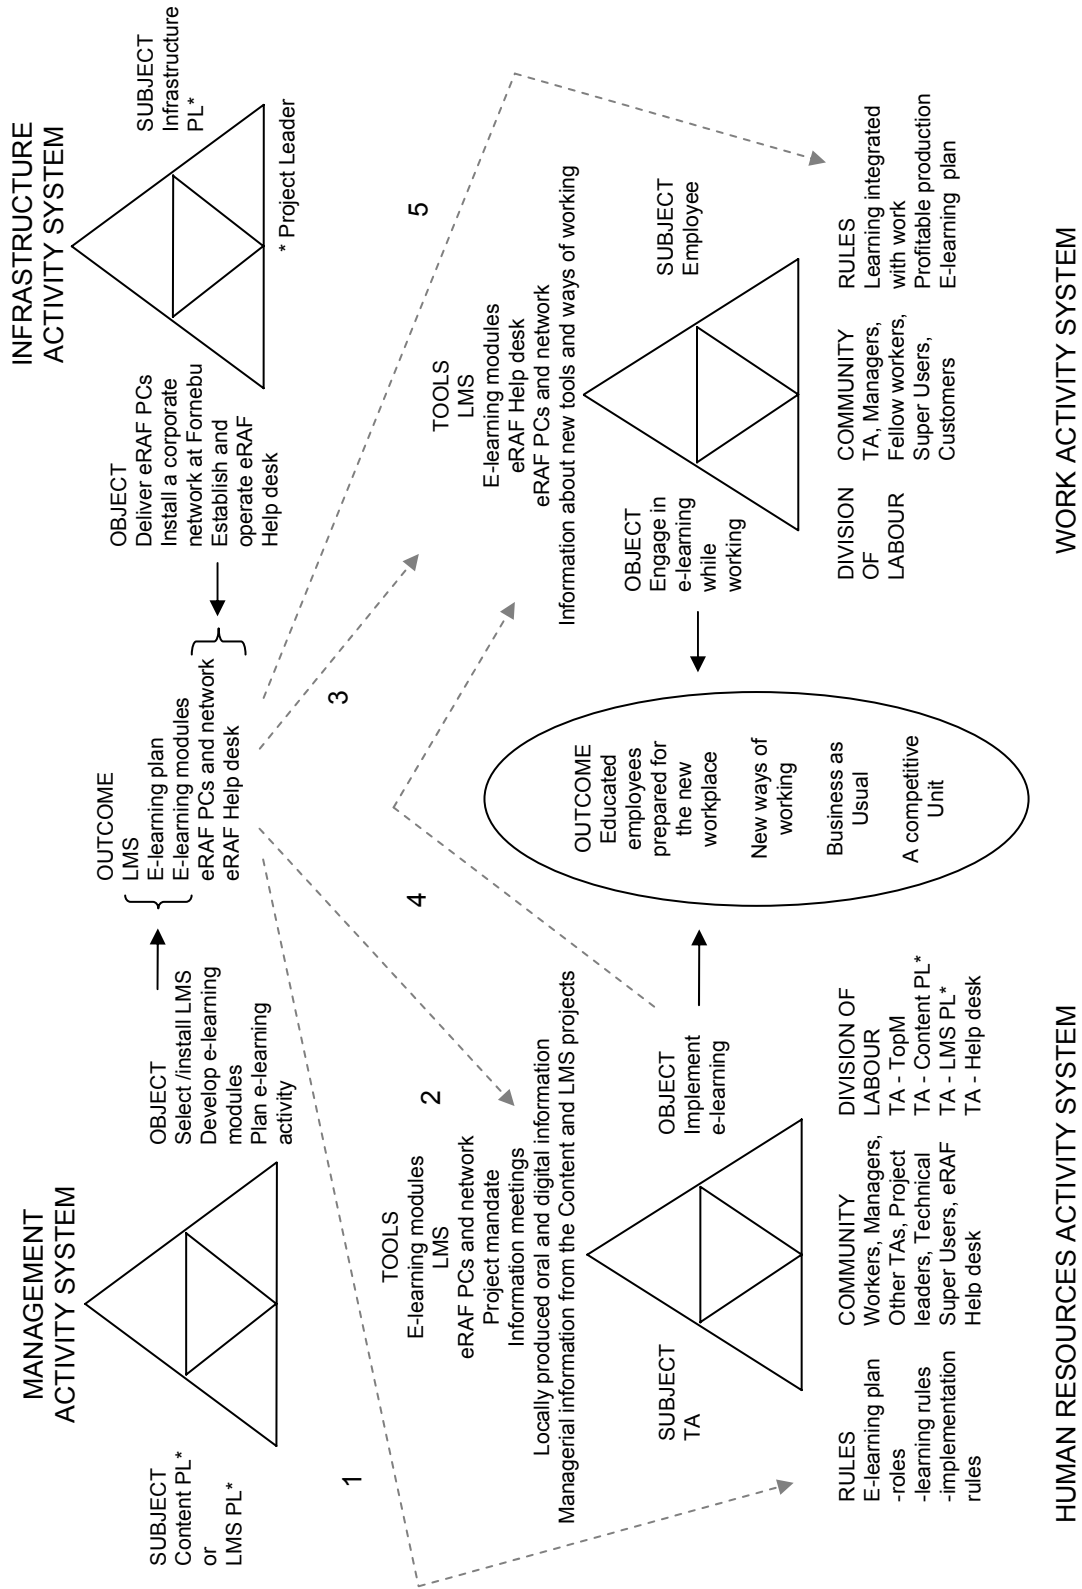 MANAGEMENT
ACTIVITY SYSTEM
SUBJECT
Content PL*
or
LMS PL*
OBJECT
Select /install LMS
Develop e-learning
modules
Plan e-learning
activity
OUTCOME
LMS
E-learning plan
E-learning modules
eRAF PCs and network
eRAF Help desk
INFRASTRUCTURE
ACTIVITY SYSTEM
OBJECT
Deliver eRAF PCs
Install a corporate
network at Fornebu
Establish and
operate eRAF
Help desk
SUBJECT
Infrastructure
PL*
* Project Leader
1
2
3
4
5
TOOLS
E-learning modules
LMS
eRAF PCs and network
Project mandate
Information meetings
Locally produced oral and digital information
Managerial information from the Content and LMS projects
SUBJECT
TA
OBJECT
Implement
e-learning
RULES
E-learning plan
-roles
-learning rules
-implementation
rules
COMMUNITY
Workers, Managers,
Other TAs, Project
leaders, Technical
Super Users, eRAF
Help desk
DIVISION OF
LABOUR
TA - TopM
TA - Content PL*
TA - LMS PL*
TA - Help desk
HUMAN RESOURCES ACTIVITY SYSTEM
OUTCOME
Educated
employees
prepared for
the new
workplace
New ways of
working
Business as
Usual
A competitive
Unit
TOOLS
LMS
E-learning modules
eRAF Help desk
eRAF PCs and network
Information about new tools and ways of working
OBJECT
Engage in
e-learning
while
working
SUBJECT
Employee
DIVISION
OF
LABOUR
COMMUNITY
TA, Managers,
Fellow workers,
Super Users,
Customers
RULES
Learning integrated
with work
Profitable production
E-learning plan
WORK ACTIVITY SYSTEM